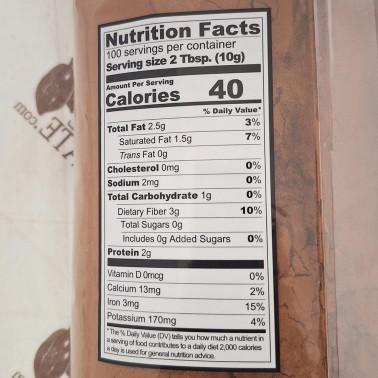 Nutrition Facts
100 servings per container
Serving size 2 Tbsp. (10g)
Amount Per Serving
Calories 40
% Daily Value*
Total Fat 2.5g 3%
Saturated Fat 1.5g 7%
Trans Fat 0g
Cholesterol 0mg 0%
Sodium 2mg 0%
Total Carbohydrate 1g 0%
Dietary Fiber 3g 10%
Total Sugars 0g
Includes 0g Added Sugars 0%
Protein 2g
Vitamin D 0mcg 0%
Calcium 13mg 2%
Iron 3mg 15%
Potassium 170mg 4%
*The % Daily Value (DV) tells you how much a nutrient in
a serving of food contributes to a daily diet 2,000 calories
a day is used for general nutrition advice.